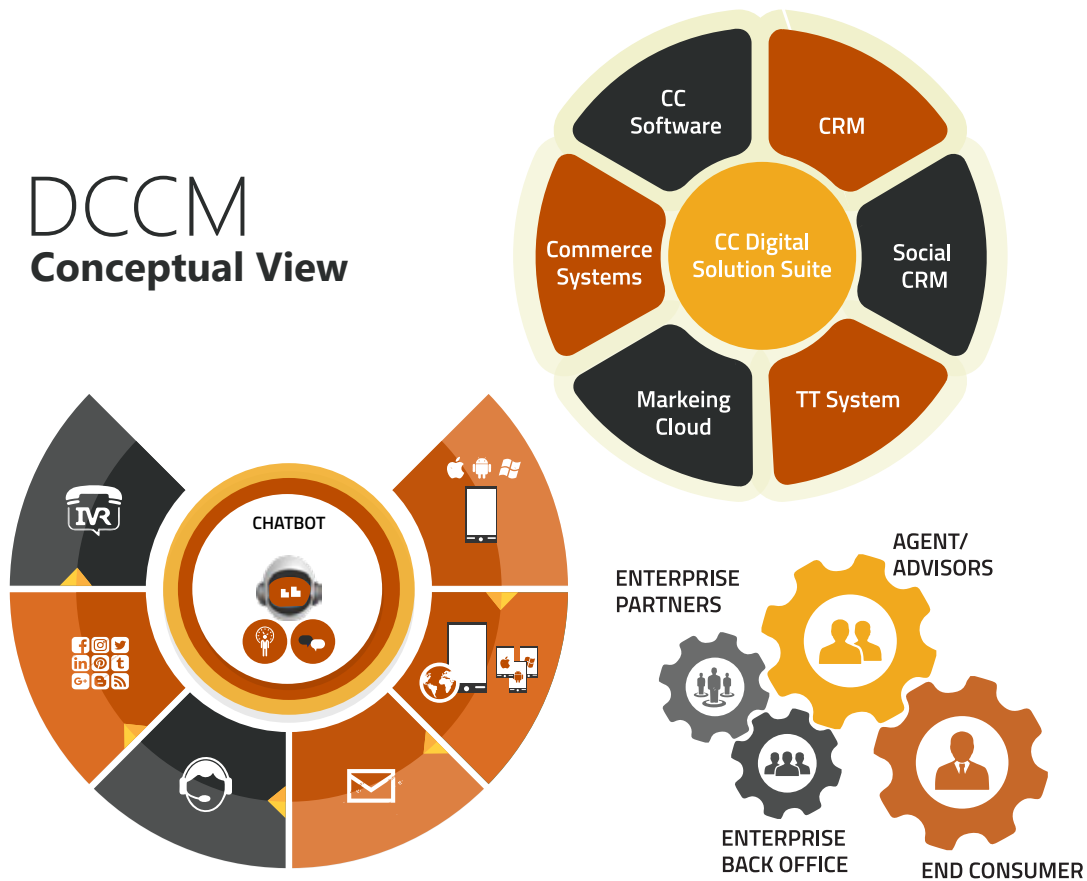 DCCM
Conceptual View
CC
Software
CRM
Commerce
Systems
CC Digital
Solution Suite
Social
CRM
Markeing
Cloud
TT System
IVR
CHATBOT
in
t
G+
ENTERPRISE
PARTNERS
AGENT/
ADVISORS
ENTERPRISE
BACK OFFICE
END CONSUMER